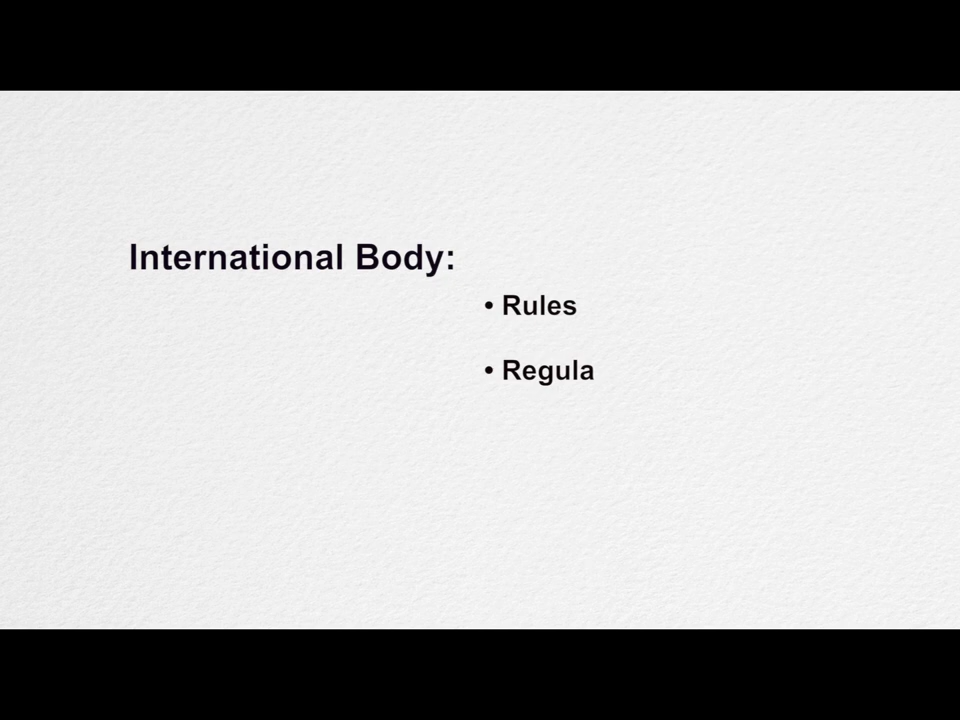 International Body:
• Rules
• Regula